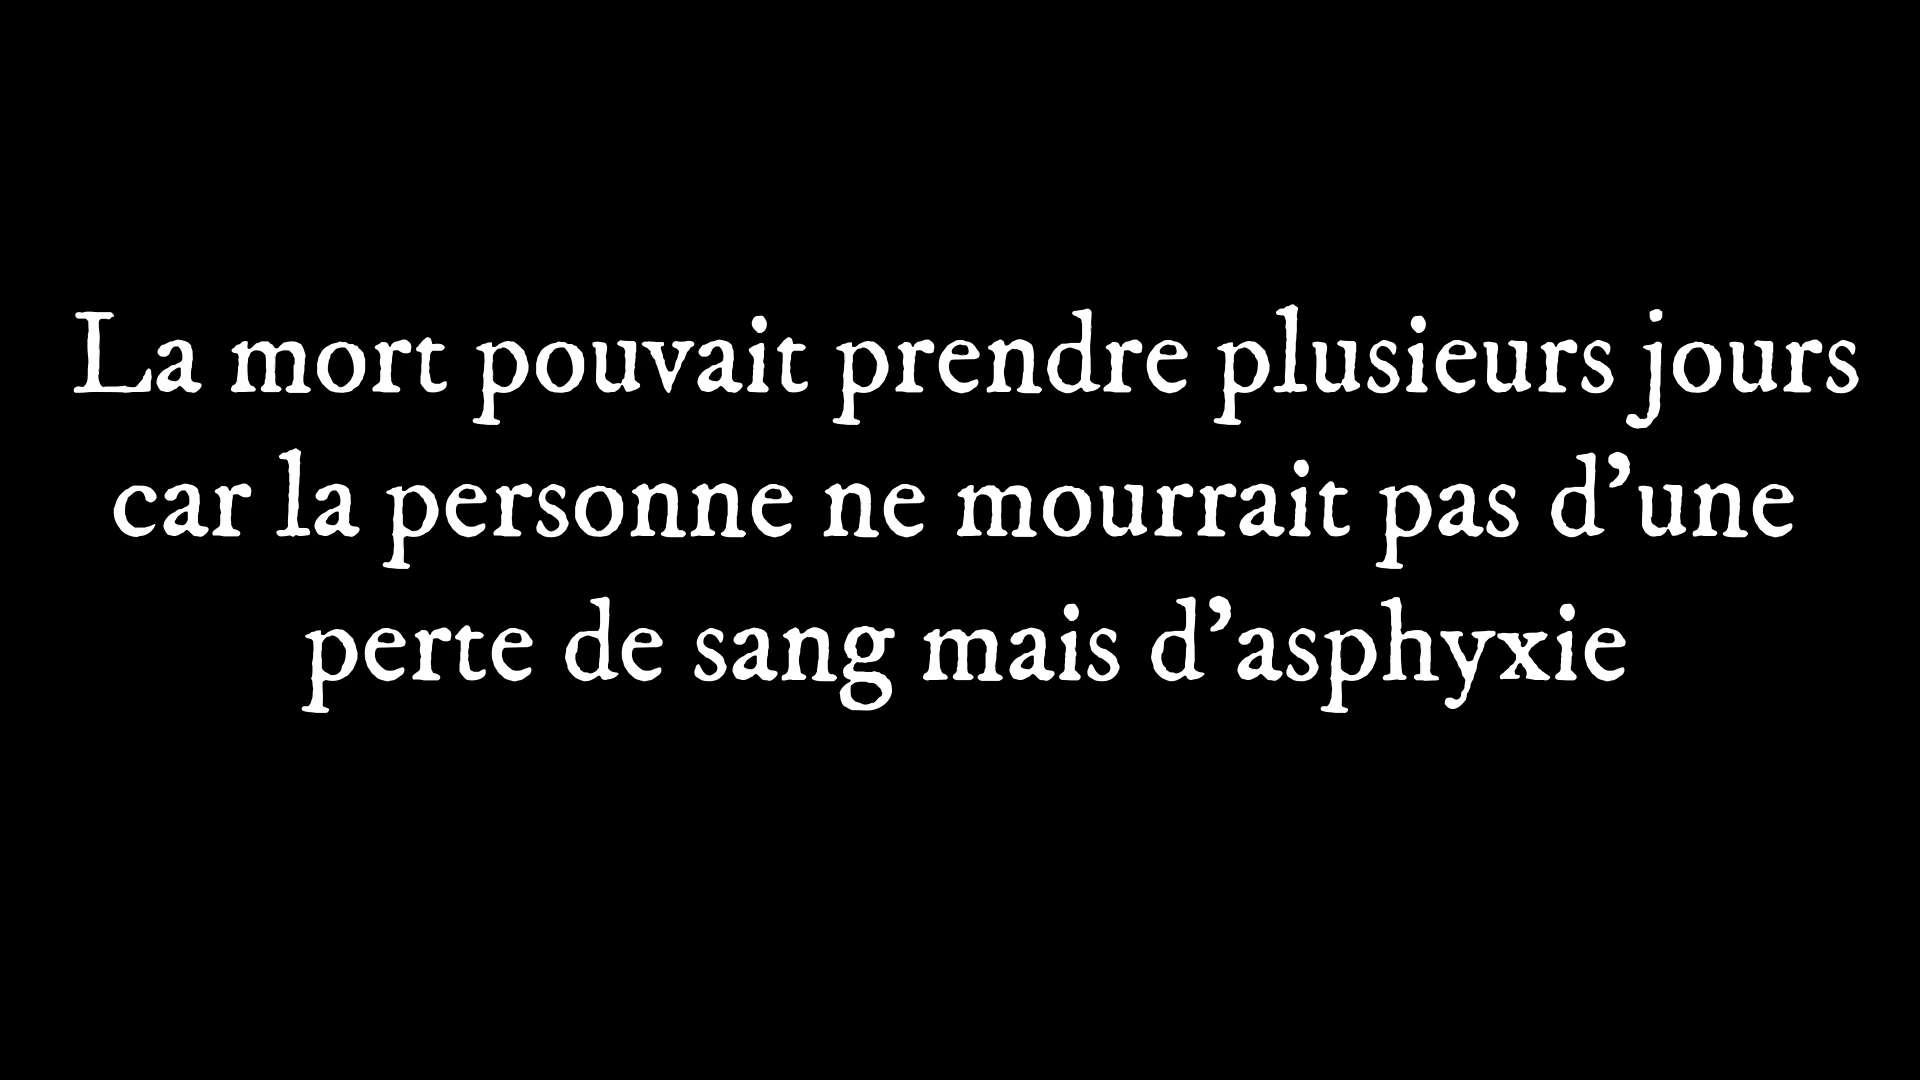 La mort pouvait prendre plusieurs jours
car la personne ne mourrait pas d’une
perte de sang mais d’asphyxie